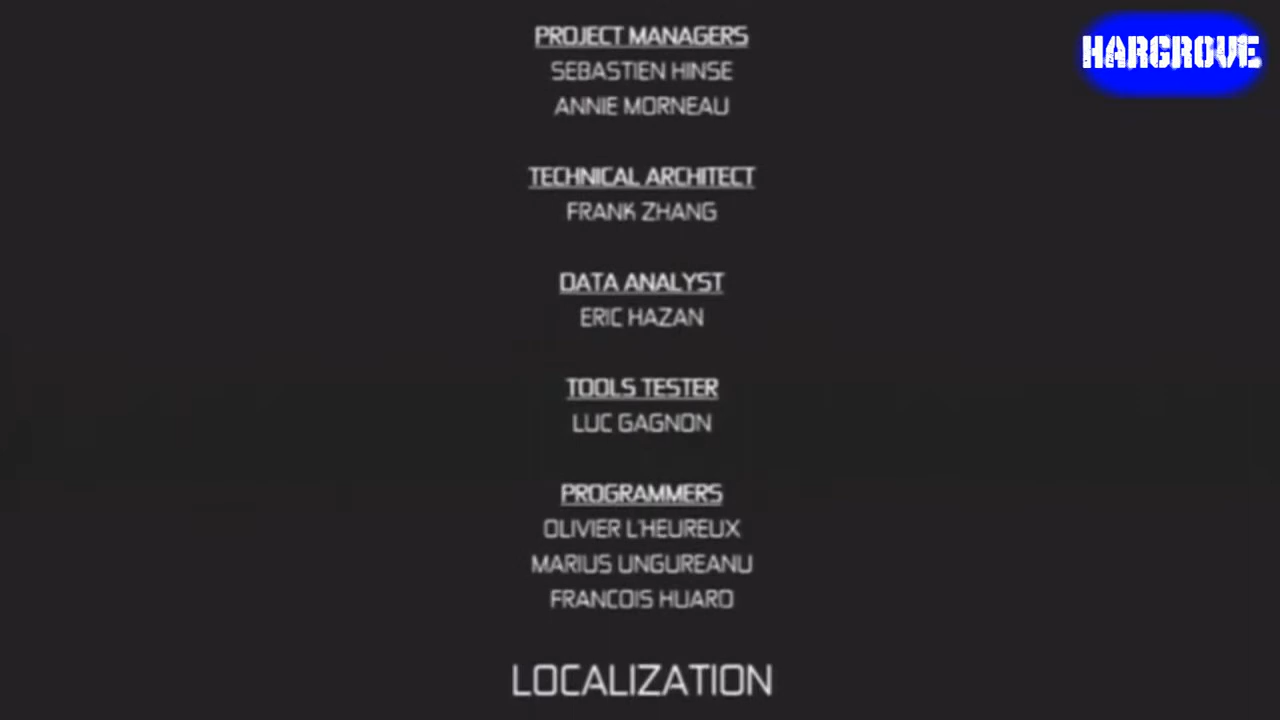 HARGROVE
PROJECT MANAGERS
SEBASTIEN HINSE
ANNIE MORNEAU
TECHNICAL ARCHITECT
FRANK ZHANG
DATA ANALYST
ERIC HAZAN
TOOLS TESTER
LUC GAGNON
PROGRAMMERS
OLIVIER L'HEUREUX
MARIUS UNGUREANU
FRANCOIS HUARD
LOCALIZATION